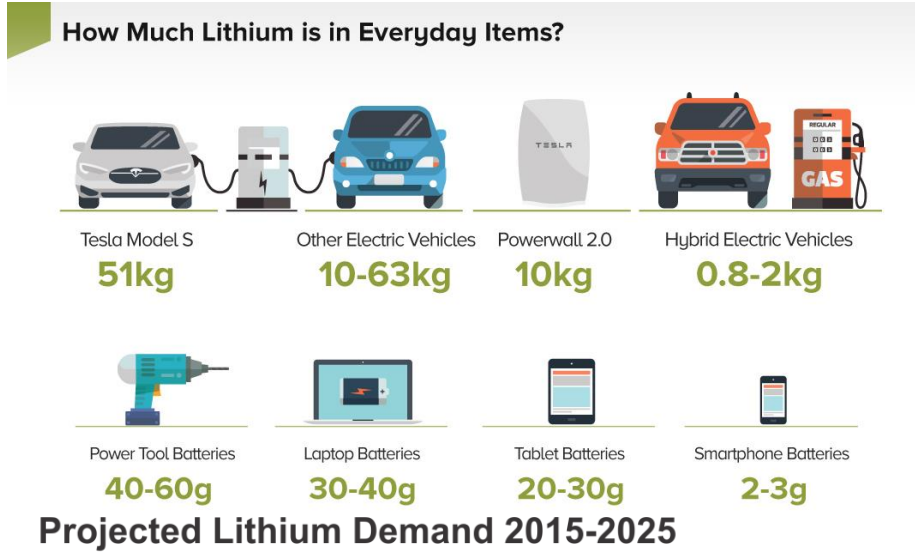 How Much Lithium is in Everyday Items?
TESLA
REGULAR
GAS
Tesla Model S
51kg
Other Electric Vehicles
10-63kg
Powerwall 2.0
10kg
Hybrid Electric Vehicles
0.8-2kg
Power Tool Batteries
40-60g
Laptop Batteries
30-40g
Tablet Batteries
20-30g
Smartphone Batteries
2-3g
Projected Lithium Demand 2015-2025